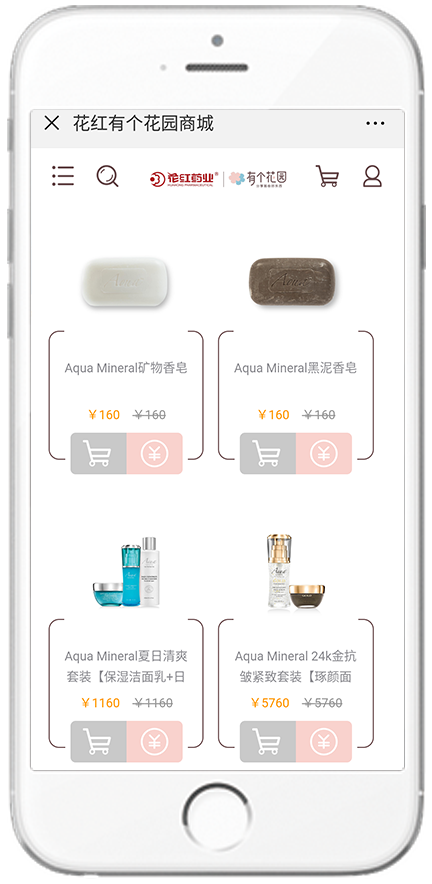 花红有个花园商城
花红药业® 有个花园
HUAHONG PHARMACEUTICAL
Aqua Mineral矿物香皂
Aqua Mineral黑泥香皂
￥160 ￥160
￥160 ￥160
Aqua
Aqua
Aqua Mineral夏日清爽
套装【保湿洁面乳+日
Aqua Mineral 24k金抗
皱紧致套装【琢颜面
￥1160 ￥1160
￥5760 ￥5760